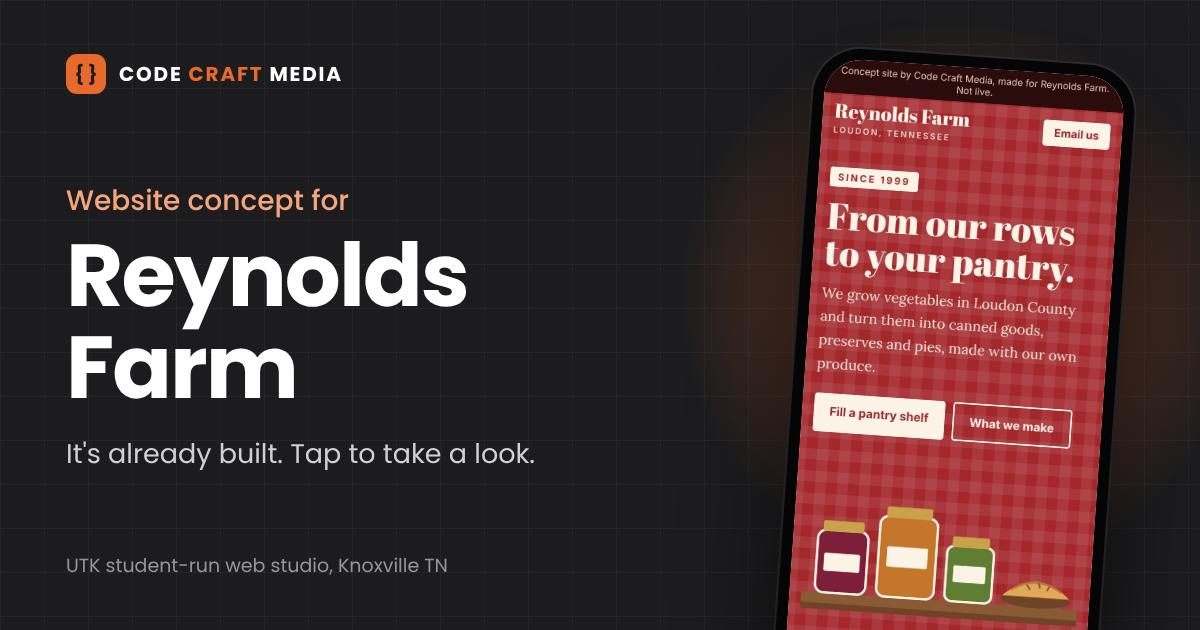 { } CODE CRAFT MEDIA
Website concept for
Reynolds
Farm
It's already built. Tap to take a look.
UTK student-run web studio, Knoxville TN
Concept site by Code Craft Media, made for Reynolds Farm.
Not live.
Reynolds Farm
LOUDON, TENNESSEE
Email us
SINCE 1999
From our rows
to your pantry.
We grow vegetables in Loudon County
and turn them into canned goods,
preserves and pies, made with our own
produce.
Fill a pantry shelf
What we make